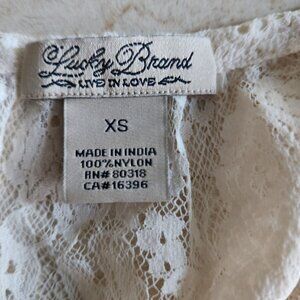 Lucky Brand
LIVE IN LOVE
XS
MADE IN INDIA
100% NYLON
RN# 80318
CA# 16396